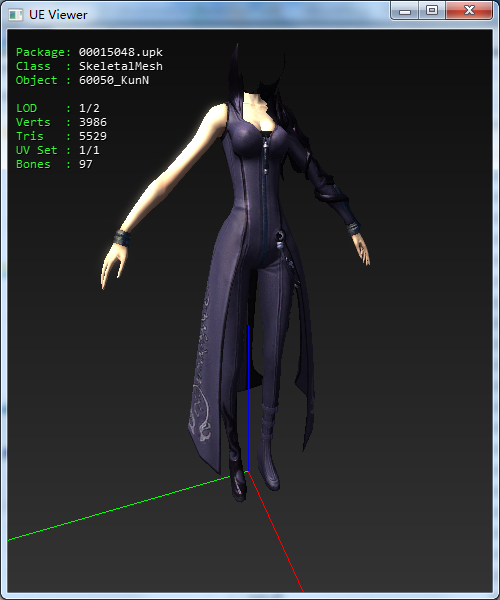 UE Viewer
Package: 00015048.upk
Class : SkeletalMesh
Object : 60050_KunN
LOD : 1/2
Verts : 3986
Tris : 5529
UV Set : 1/1
Bones : 97